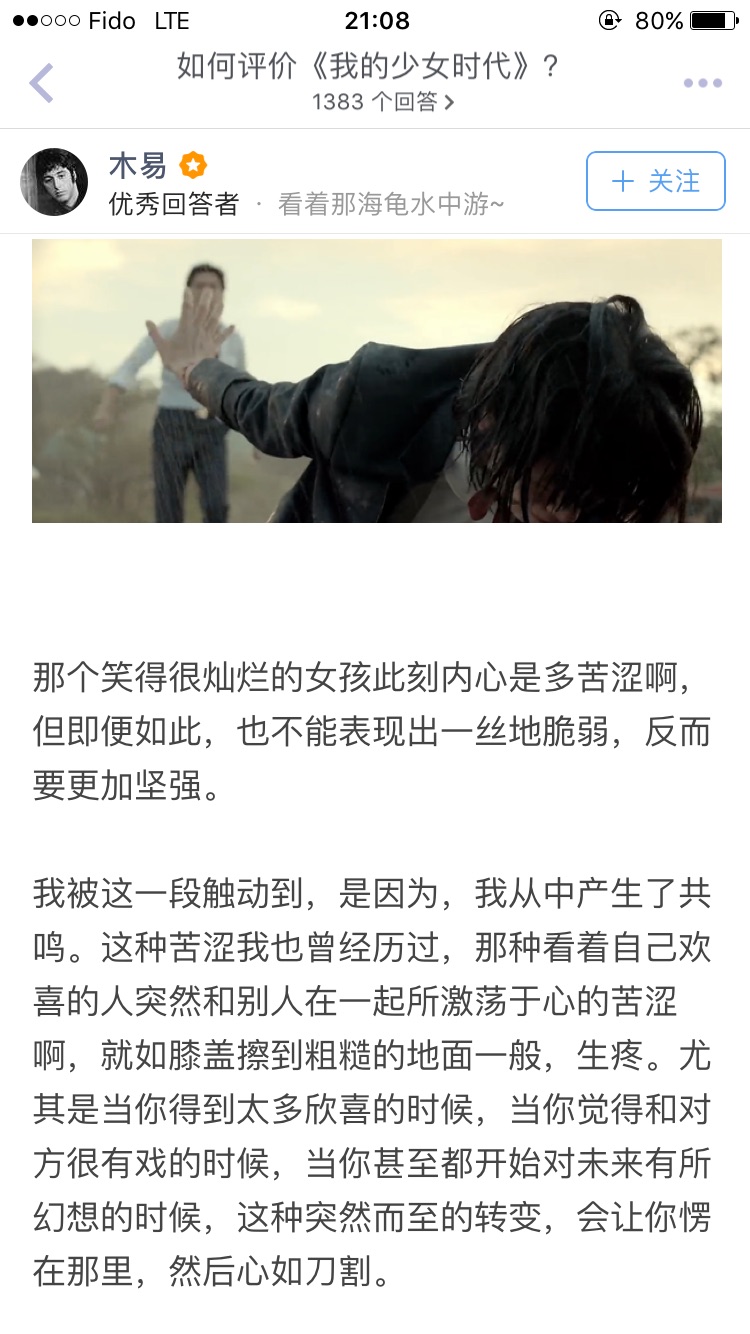 Fido LTE 21:08 80%
如何评价《我的少女时代》?
1383 个回答
木易
优秀回答者 · 看着那海龟水中游~
+ 关注
那个笑得很灿烂的女孩此刻内心是多苦涩啊，
但即便如此，也不能表现出一丝地脆弱，反而
要更加坚强。
我被这一段触动到，是因为，我从中产生了共
鸣。这种苦涩我也曾经历过，那种看着自己欢
喜的人突然和别人在一起所激荡于心的苦涩
啊，就如膝盖擦到粗糙的地面一般，生疼。尤
其是当你得到太多欣喜的时候，当你觉得和对
方很有戏的时候，当你甚至都开始对未来有所
幻想的时候，这种突然而至的转变，会让你愣
在那里，然后心如刀割。